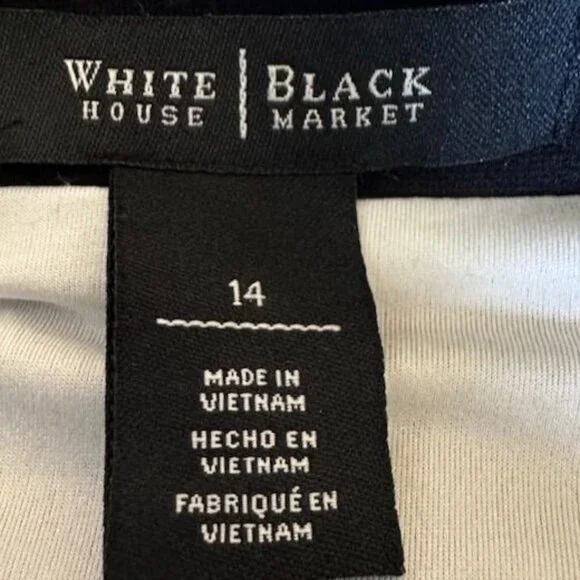 WHITE HOUSE | BLACK MARKET
14
MADE IN
VIETNAM
HECHO EN
VIETNAM
FABRIQUÉ EN
VIETNAM